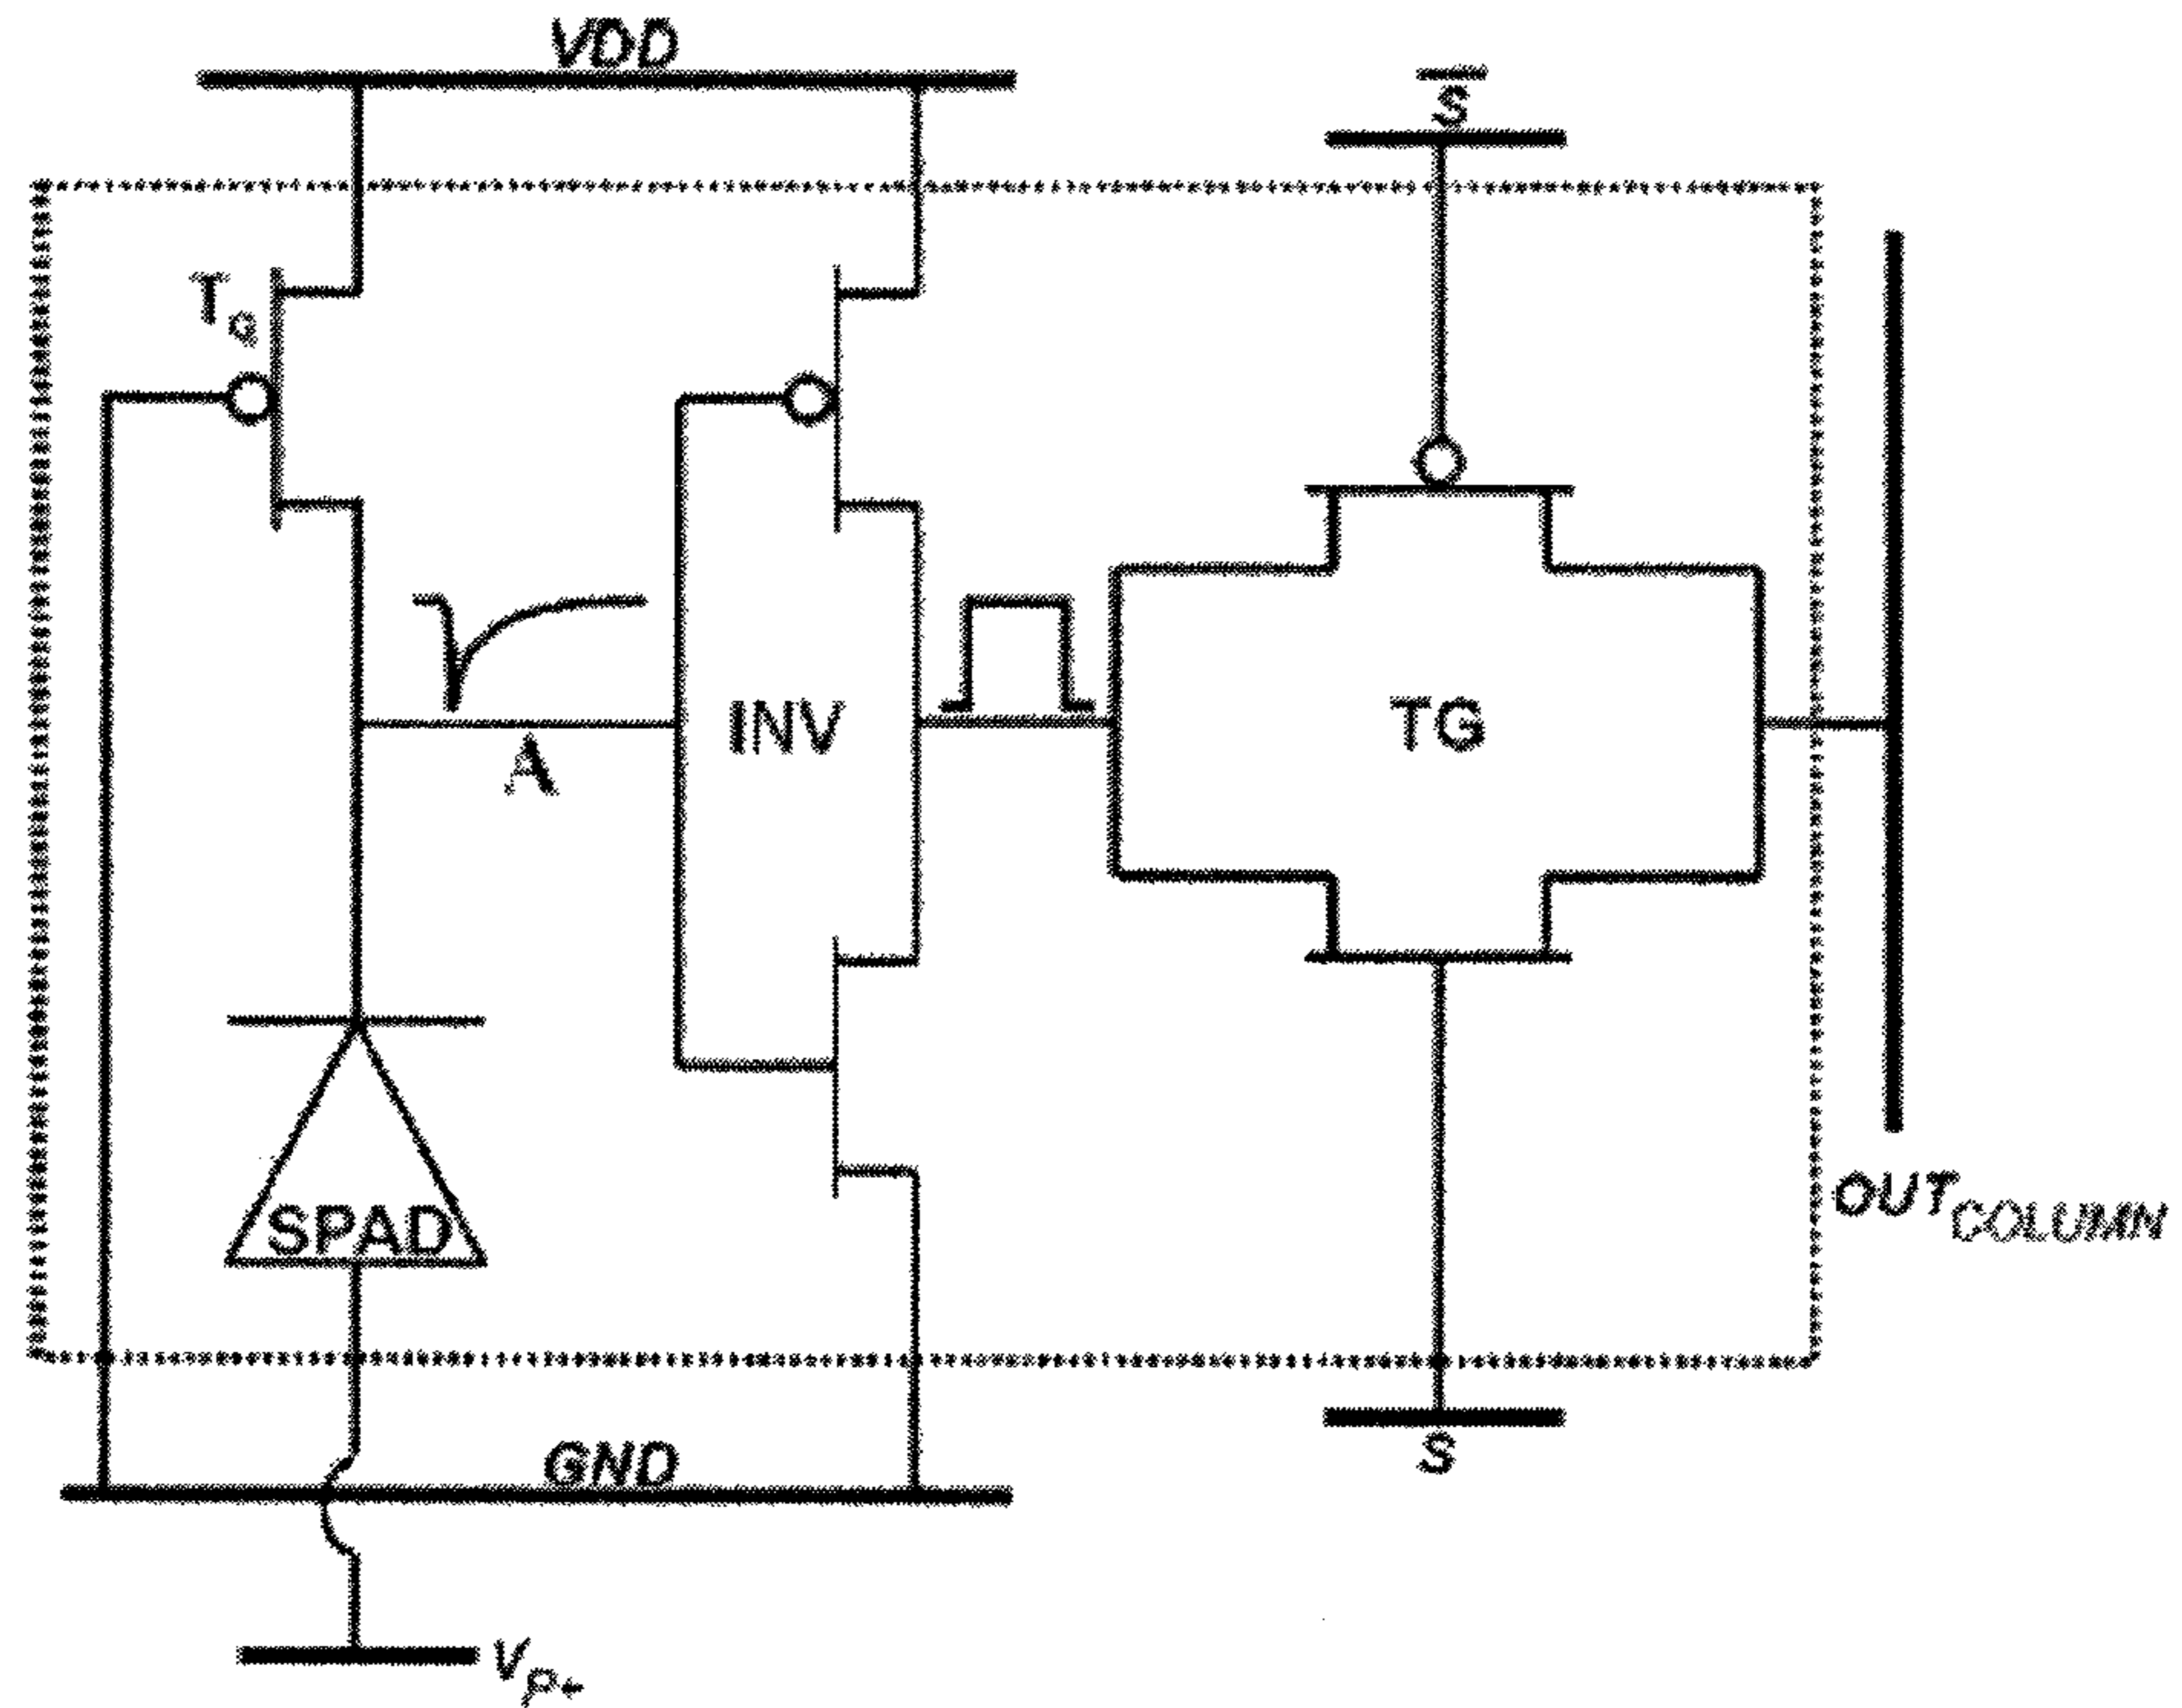 VDD
S̅
T_Q
A
INV
TG
SPAD
OUT_COLUMN
GND
S
V_p+